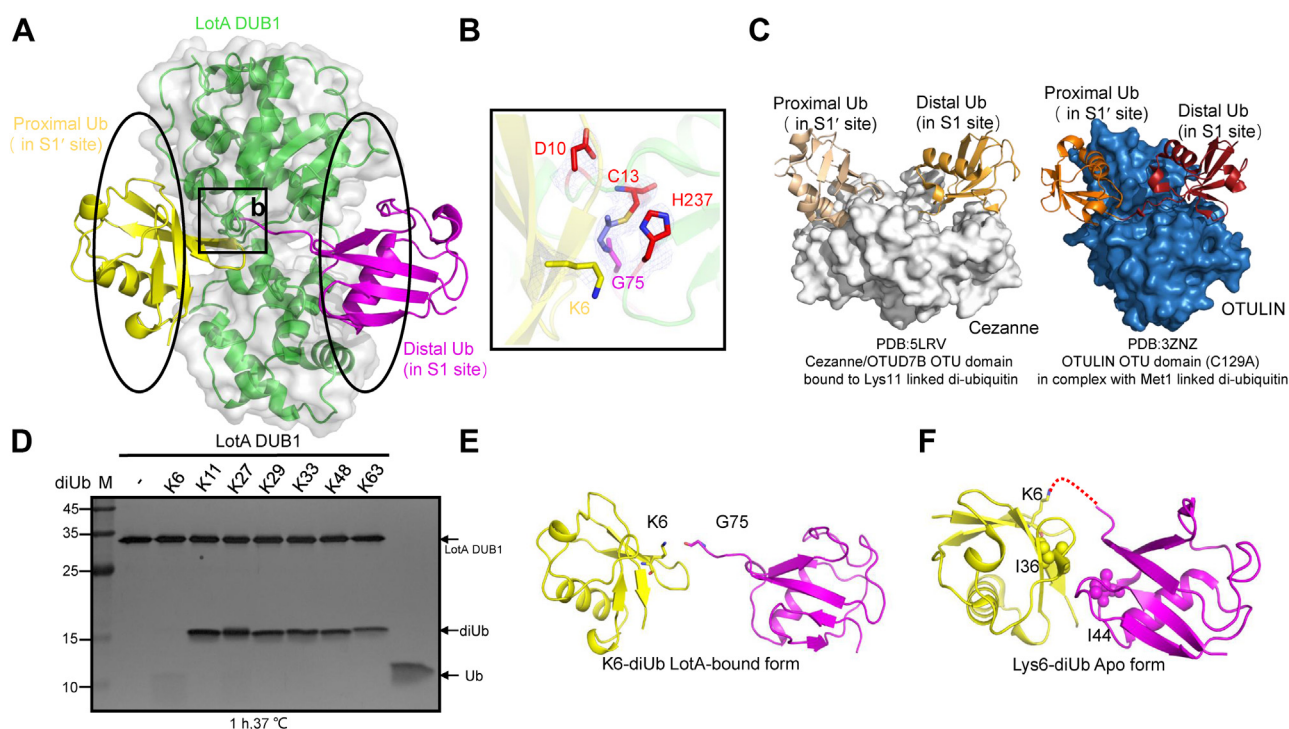 A
LotA DUB1
Proximal Ub
(in S1′ site)
b
Distal Ub
(in S1 site)
B
D10
C13
H237
G75
K6
C
Proximal Ub
(in S1′ site)
Distal Ub
(in S1 site)
Cezanne
PDB:5LRV
Cezanne/OTUD7B OTU domain
bound to Lys11 linked di-ubiquitin
Proximal Ub
(in S1′ site)
Distal Ub
(in S1 site)
OTULIN
PDB:3ZNZ
OTULIN OTU domain (C129A)
in complex with Met1 linked di-ubiquitin
D
LotA DUB1
diUb M - K6 K11 K27 K29 K33 K48 K63
45
35
25
15
10
LotA DUB1
diUb
Ub
1 h,37 ℃
E
K6
G75
K6-diUb LotA-bound form
F
K6
I36
I44
Lys6-diUb Apo form